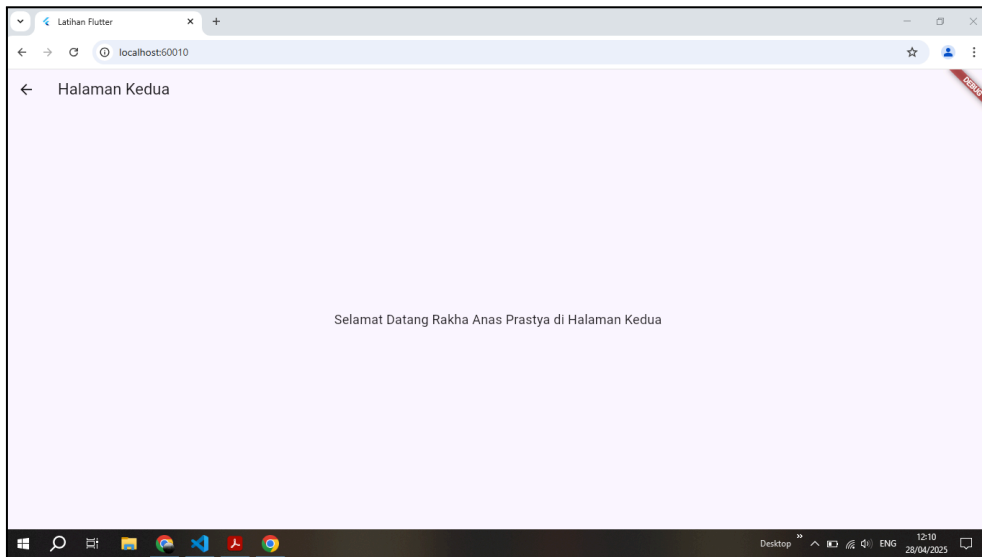 Latihan Flutter
localhost:60010
Halaman Kedua
DEBUG
Selamat Datang Rakha Anas Prastya di Halaman Kedua
Desktop
ENG
12:10
28/04/2025